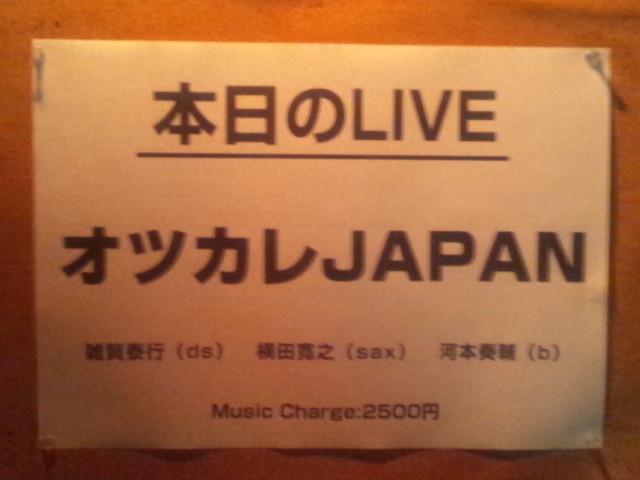 本日のLIVE
オツカレJAPAN
雑賀泰行（ds） 横田寛之（sax） 河本奏輔（b）
Music Charge:2500円